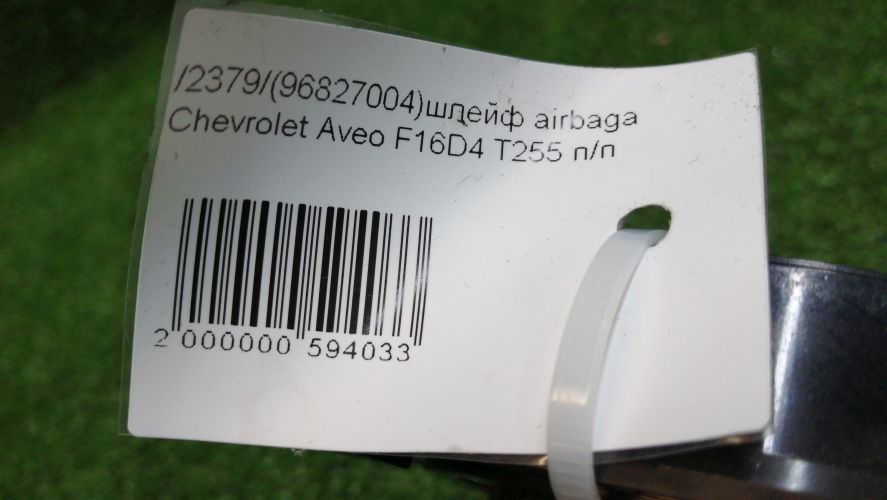 /2379/(96827004)шлейф airbaga
Chevrolet Aveo F16D4 T255 п/п
2 000000 594033